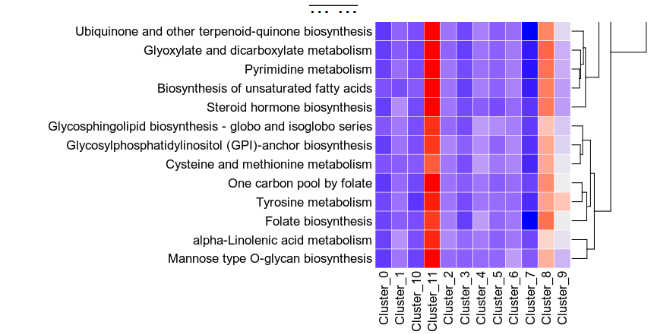 Ubiquinone and other terpenoid-quinone biosynthesis
Glyoxylate and dicarboxylate metabolism
Pyrimidine metabolism
Biosynthesis of unsaturated fatty acids
Steroid hormone biosynthesis
Glycosphingolipid biosynthesis - globo and isoglobo series
Glycosylphosphatidylinositol (GPI)-anchor biosynthesis
Cysteine and methionine metabolism
One carbon pool by folate
Tyrosine metabolism
Folate biosynthesis
alpha-Linolenic acid metabolism
Mannose type O-glycan biosynthesis
Cluster_0
Cluster_1
Cluster_10
Cluster_11
Cluster_2
Cluster_3
Cluster_4
Cluster_5
Cluster_6
Cluster_7
Cluster_8
Cluster_9